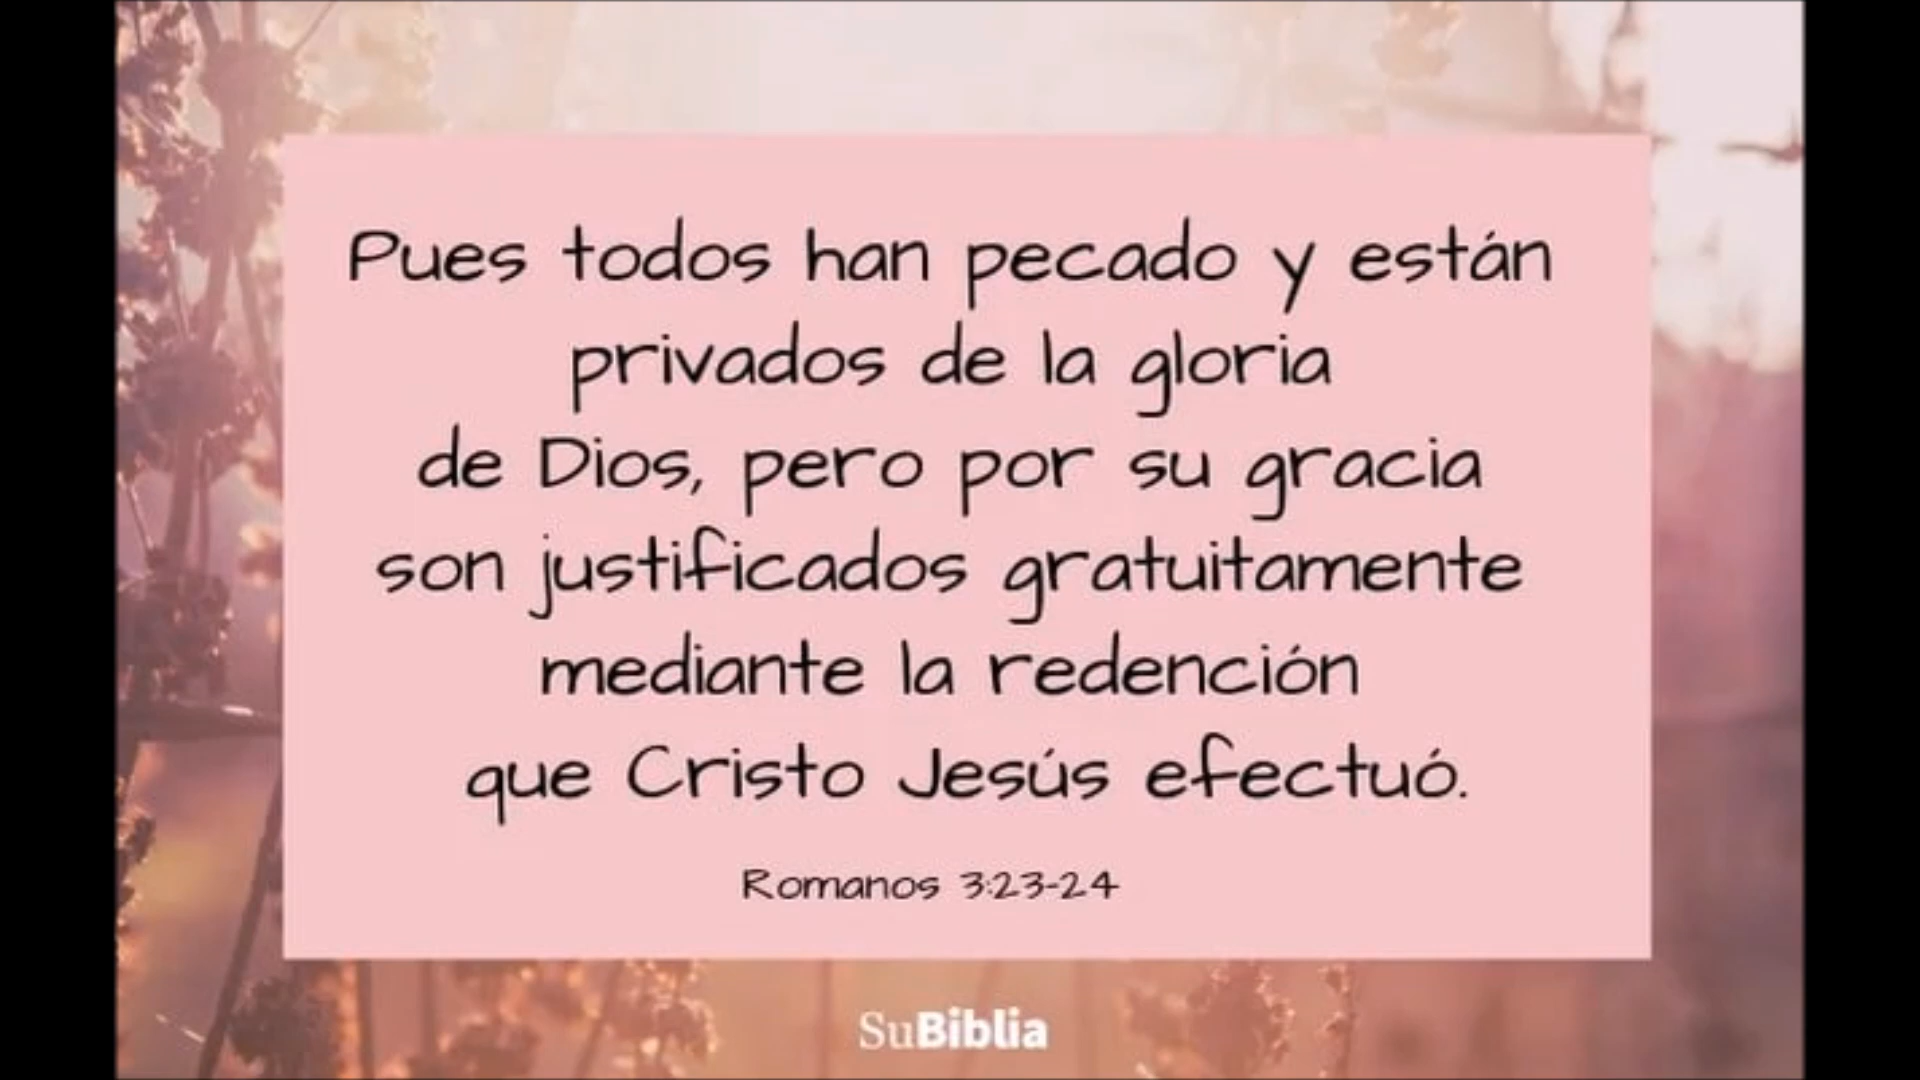 Pues todos han pecado y están
privados de la gloria
de Dios, pero por su gracia
son justificados gratuitamente
mediante la redención
que Cristo Jesús efectuó.
Romanos 3:23-24
SuBiblia